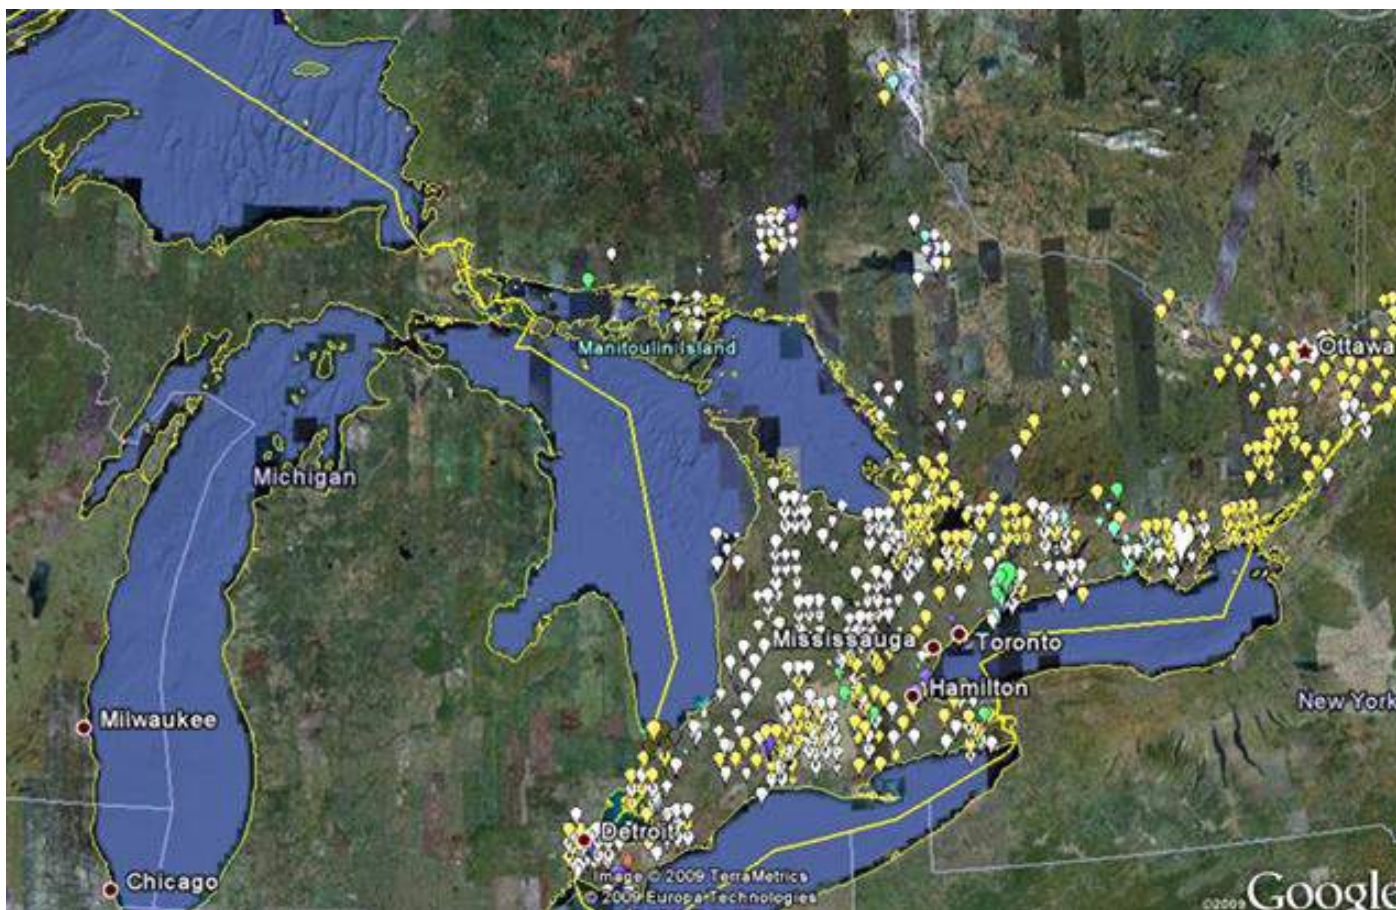 Manitoulin Island
Ottawa
Michigan
Mississauga
Toronto
Hamilton
New York
Milwaukee
Detroit
Chicago
Image © 2009 TerraMetrics
© 2009 Europa Technologies
©2009 Google